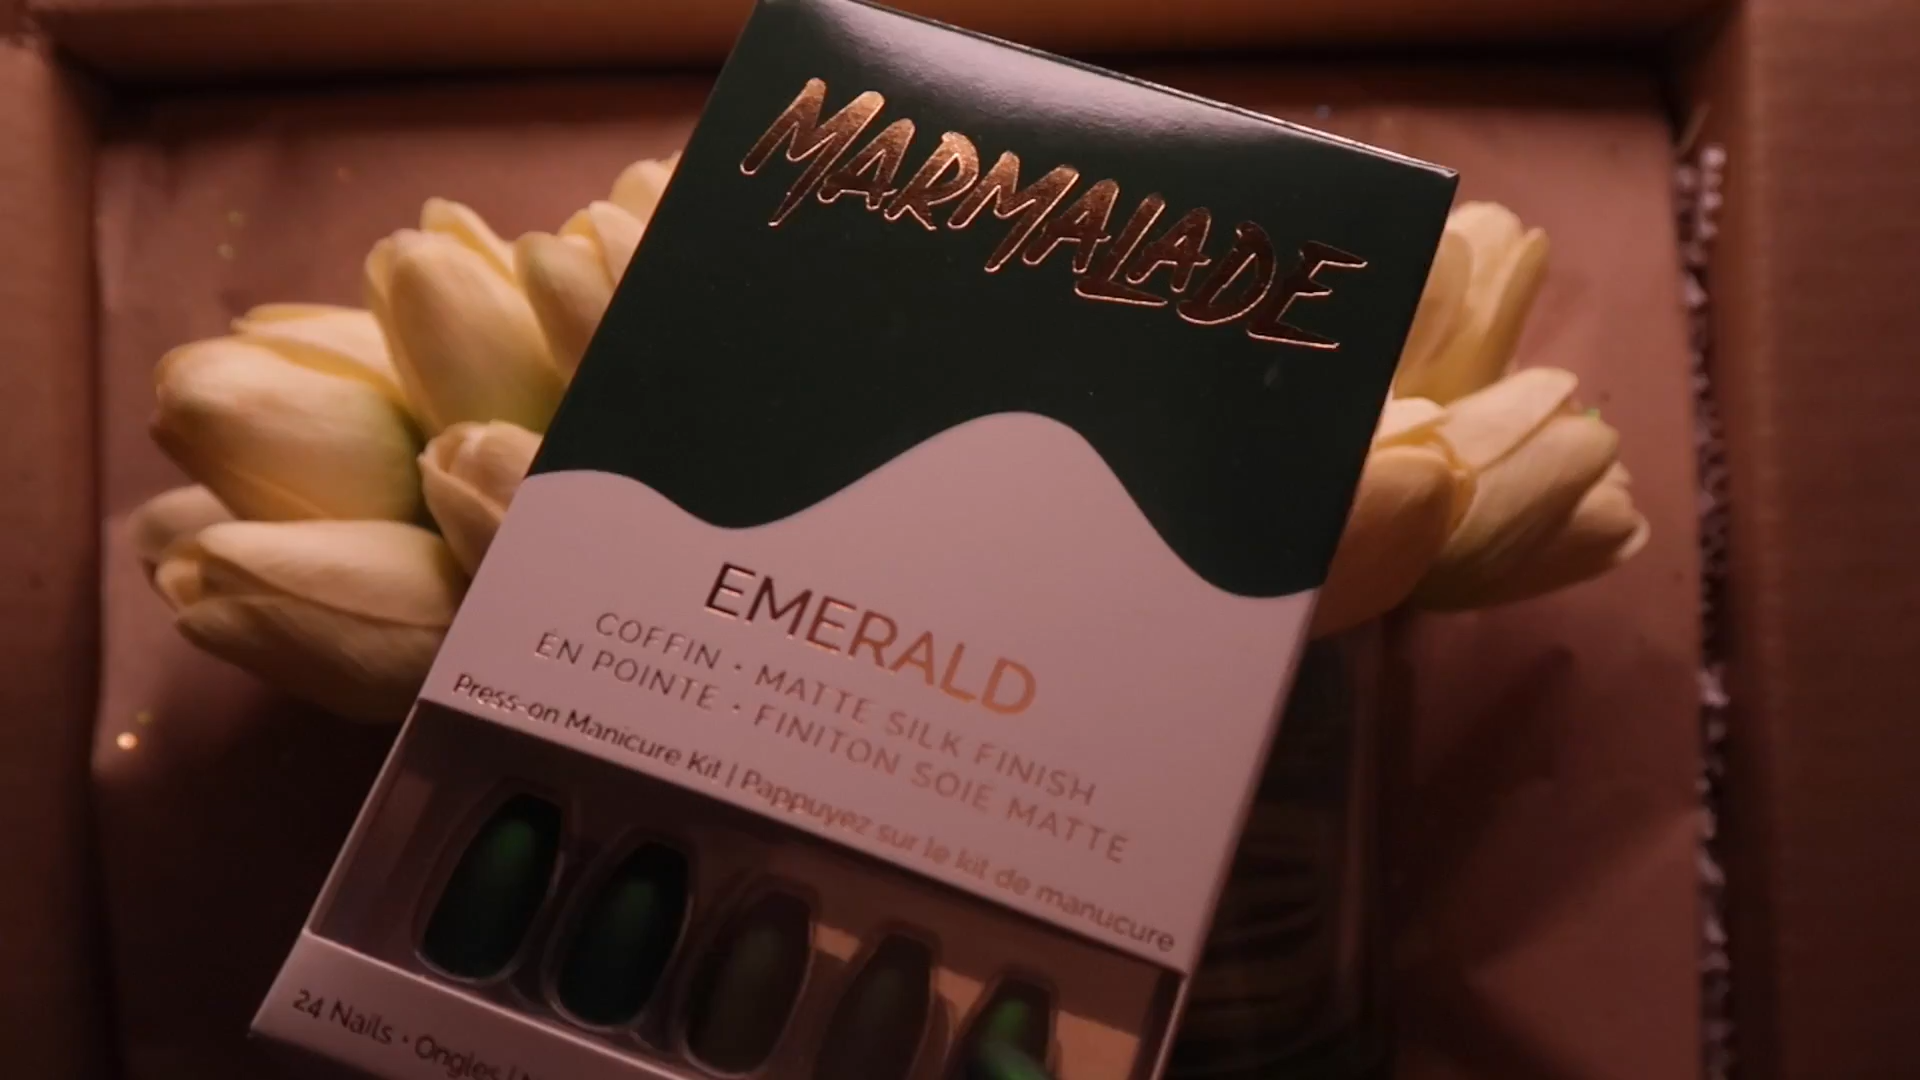 MARMALADE
EMERALD
COFFIN · MATTE SILK FINISH
EN POINTE · FINITON SOIE MATTE
Press-on Manicure Kit | Pappuyez sur le kit de manucure
24 Nails · Ongles |